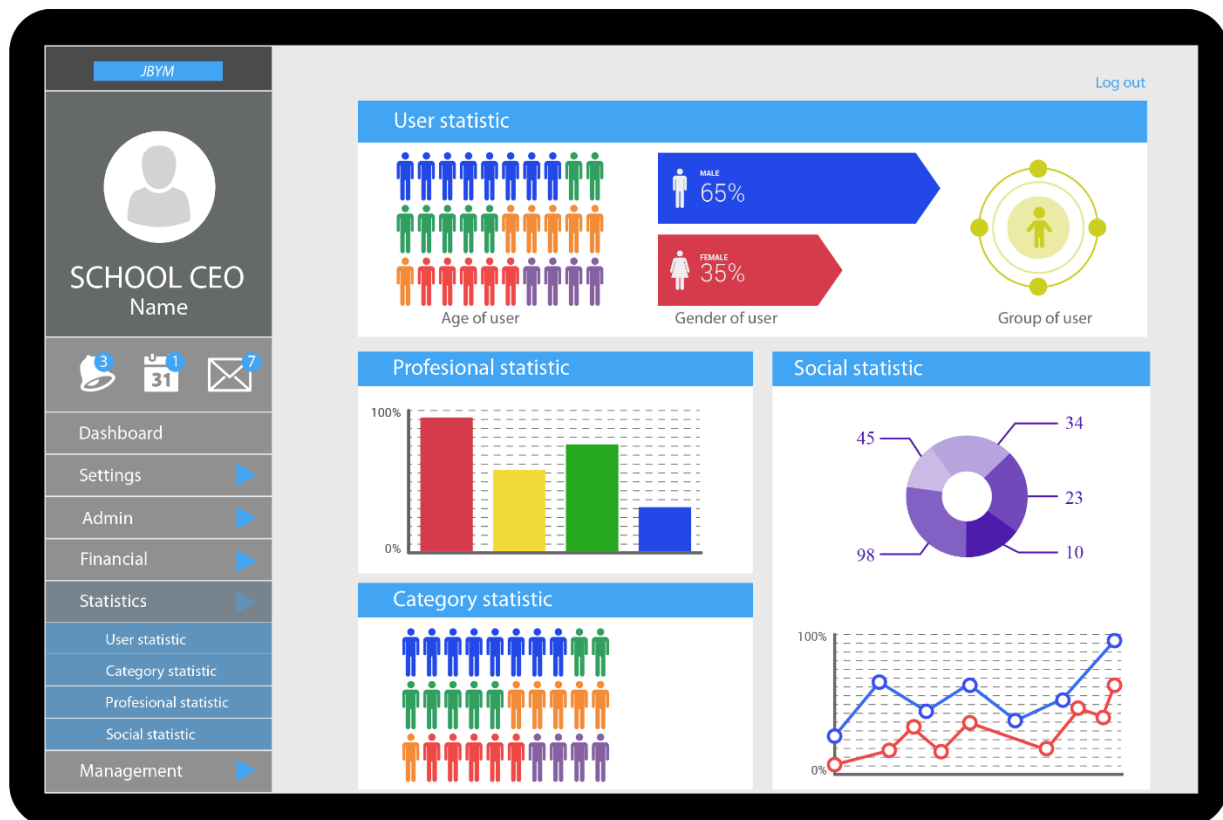 JBYM
SCHOOL CEO
Name
3
1
31
7
Dashboard
Settings
Admin
Financial
Statistics
User statistic
Category statistic
Profesional statistic
Social statistic
Management
Log out
User statistic
MALE
65%
FEMALE
35%
Age of user
Gender of user
Group of user
Profesional statistic
100%
0%
Category statistic
Social statistic
45
34
23
98
10
100%
0%